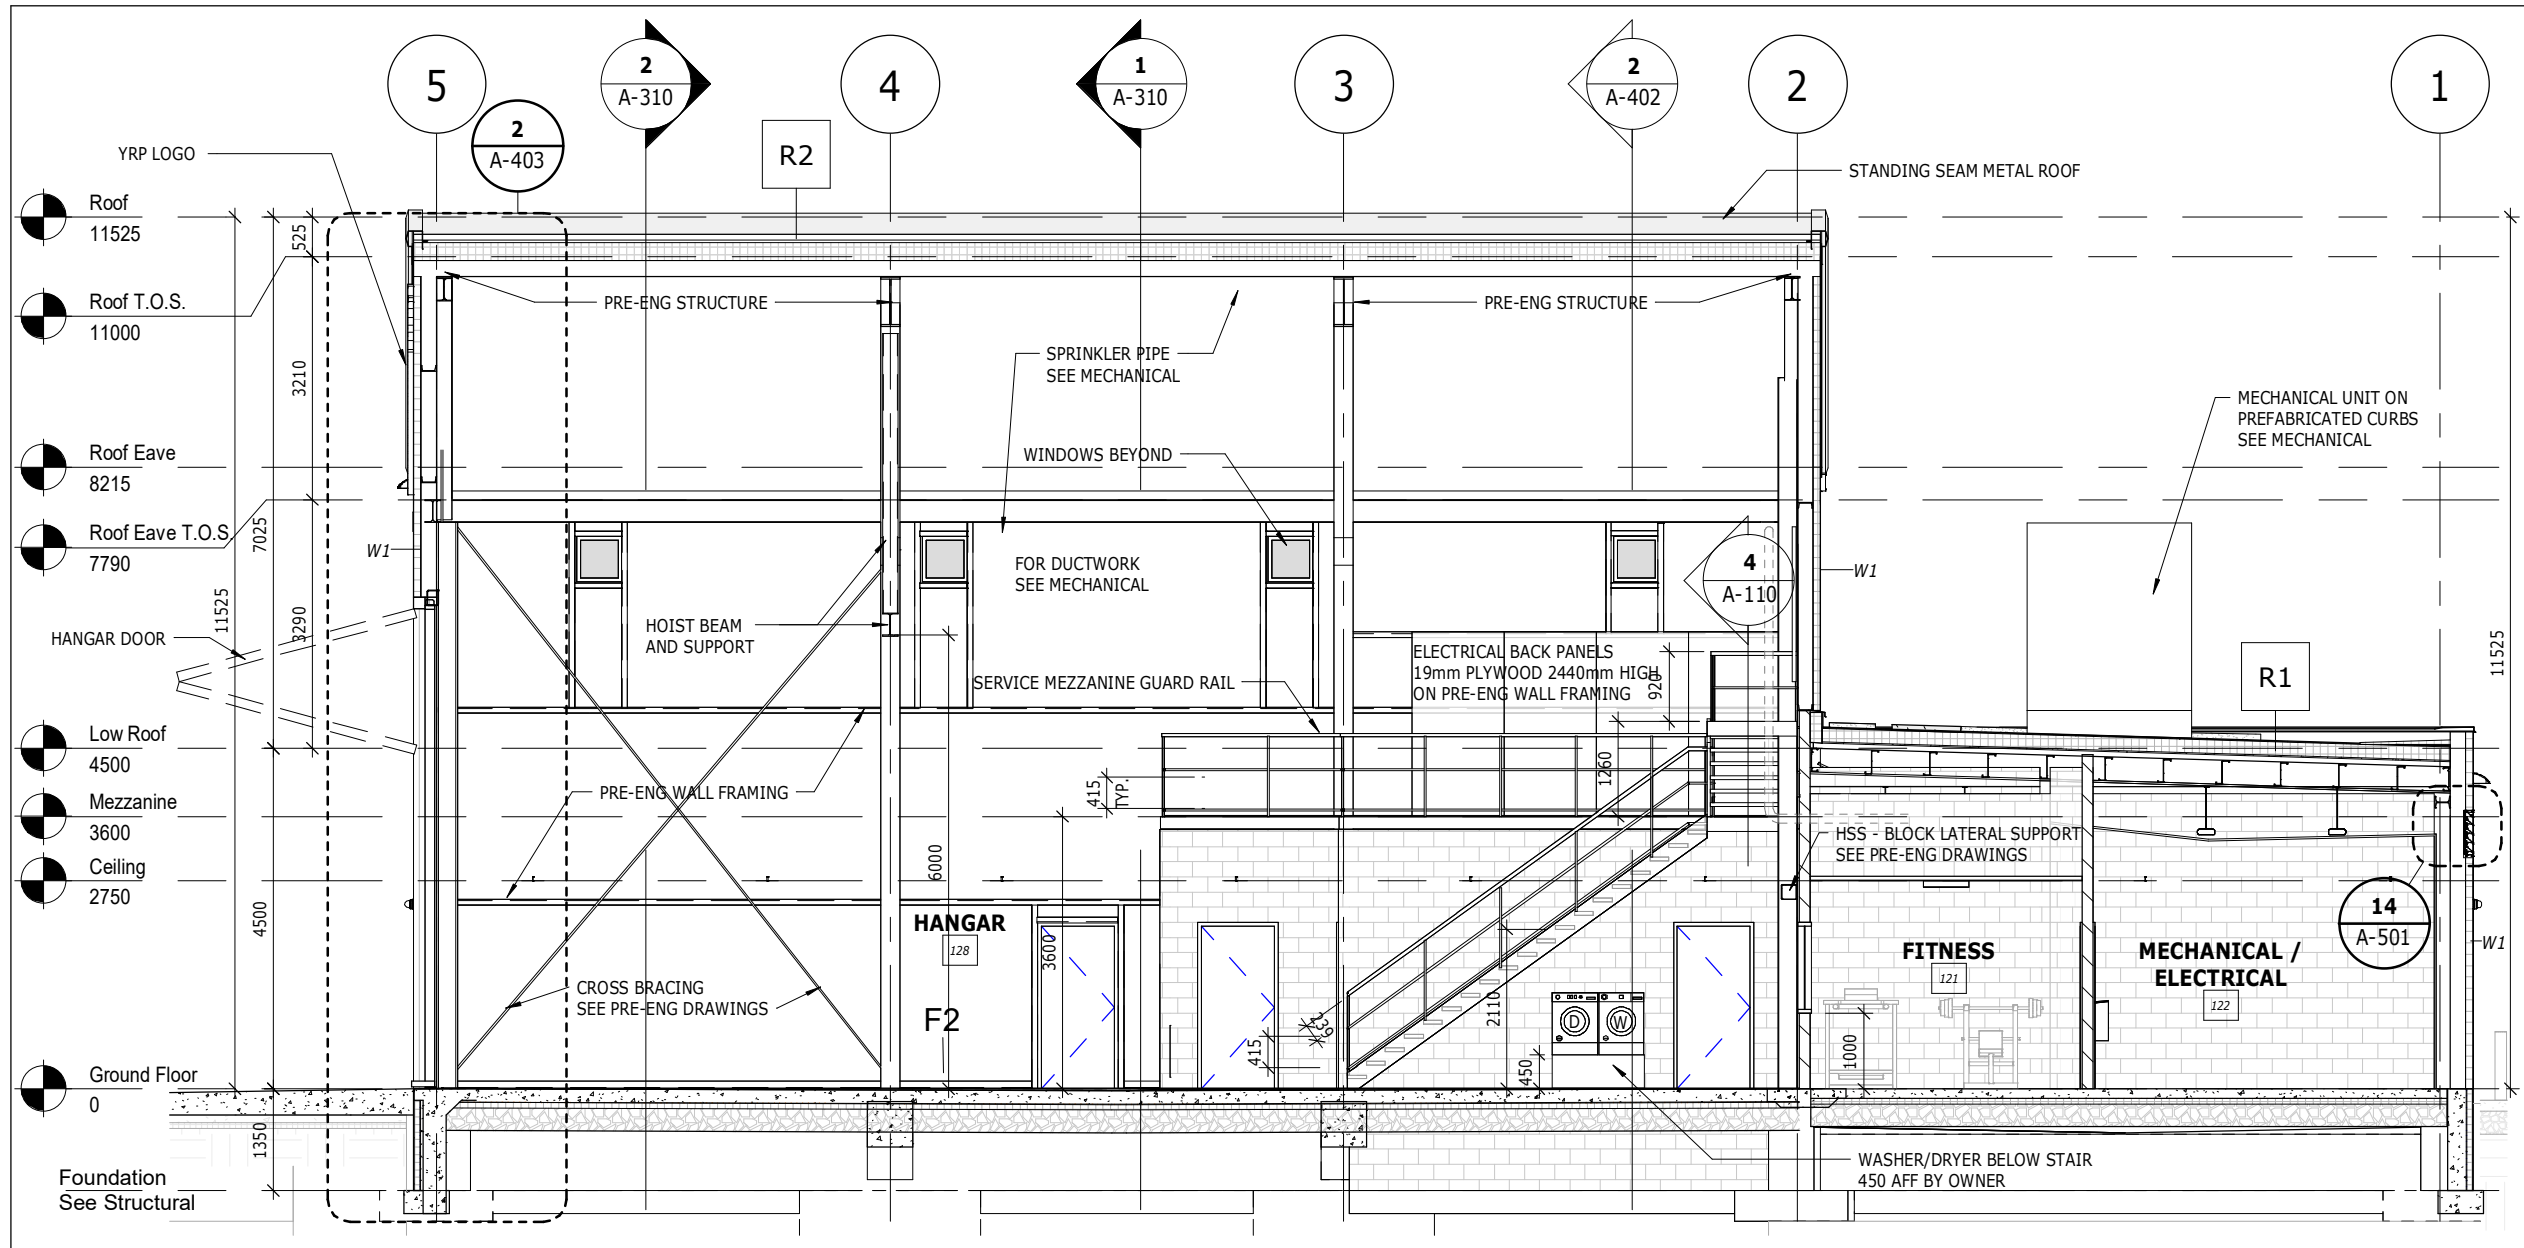 5
2
A-310
4
1
A-310
3
2
A-402
2
1
2
A-403
R2
YRP LOGO
STANDING SEAM METAL ROOF
Roof
11525
525
Roof T.O.S.
11000
PRE-ENG STRUCTURE
PRE-ENG STRUCTURE
SPRINKLER PIPE
SEE MECHANICAL
3210
MECHANICAL UNIT ON
PREFABRICATED CURBS
SEE MECHANICAL
Roof Eave
8215
WINDOWS BEYOND
Roof Eave T.O.S.
7790
7025
W1
FOR DUCTWORK
SEE MECHANICAL
4
A-110
W1
11525
3290
HANGAR DOOR
HOIST BEAM
AND SUPPORT
ELECTRICAL BACK PANELS
19mm PLYWOOD 2440mm HIGH
ON PRE-ENG WALL FRAMING
920
SERVICE MEZZANINE GUARD RAIL
11525
R1
Low Roof
4500
Mezzanine
3600
PRE-ENG WALL FRAMING
415
TYP.
1260
HSS - BLOCK LATERAL SUPPORT
SEE PRE-ENG DRAWINGS
Ceiling
2750
6000
4500
HANGAR
128
3600
14
A-501
W1
FITNESS
121
MECHANICAL /
ELECTRICAL
122
CROSS BRACING
SEE PRE-ENG DRAWINGS
F2
239
415
2110
D
W
450
1000
Ground Floor
0
1350
Foundation
See Structural
WASHER/DRYER BELOW STAIR
450 AFF BY OWNER